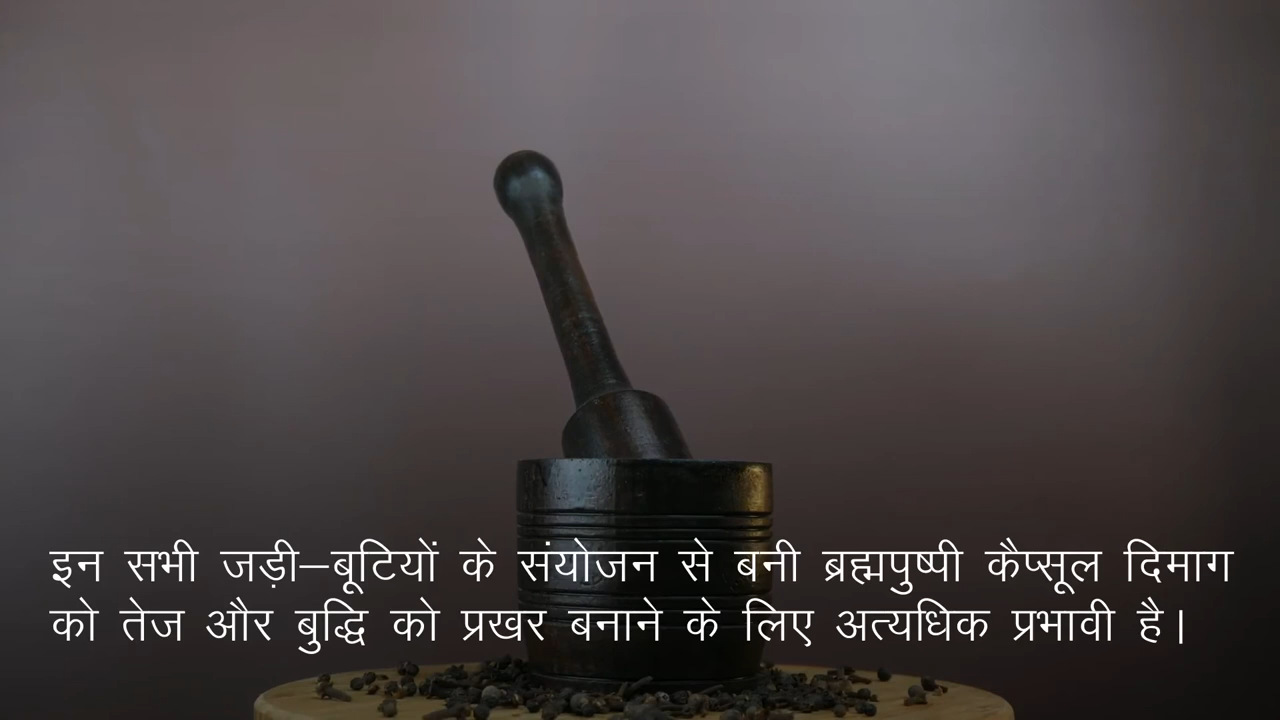 इन सभी जड़ी–बूटियों के संयोजन से बनी ब्रह्मपुष्पी कैप्सूल दिमाग
को तेज और बुद्धि को प्रखर बनाने के लिए अत्यधिक प्रभावी है।